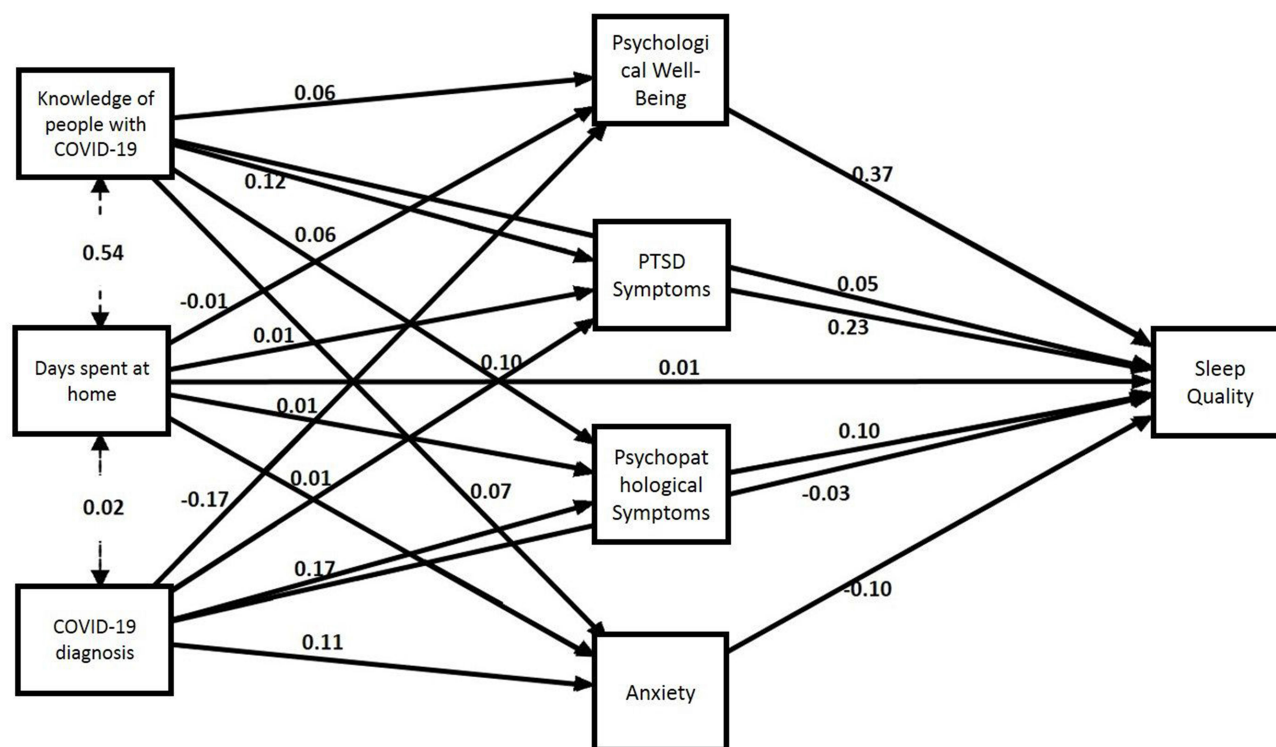 Psychologi
cal Well-
Being
Knowledge of
people with
COVID-19
0.06
0.12
0.37
0.06
0.54
PTSD
Symptoms
-0.01
0.05
0.01
0.23
Days spent at
home
0.10
0.01
Sleep
Quality
0.01
0.10
Psychopat
hological
Symptoms
0.01
0.07
-0.03
-0.17
0.02
0.17
-0.10
COVID-19
diagnosis
0.11
Anxiety